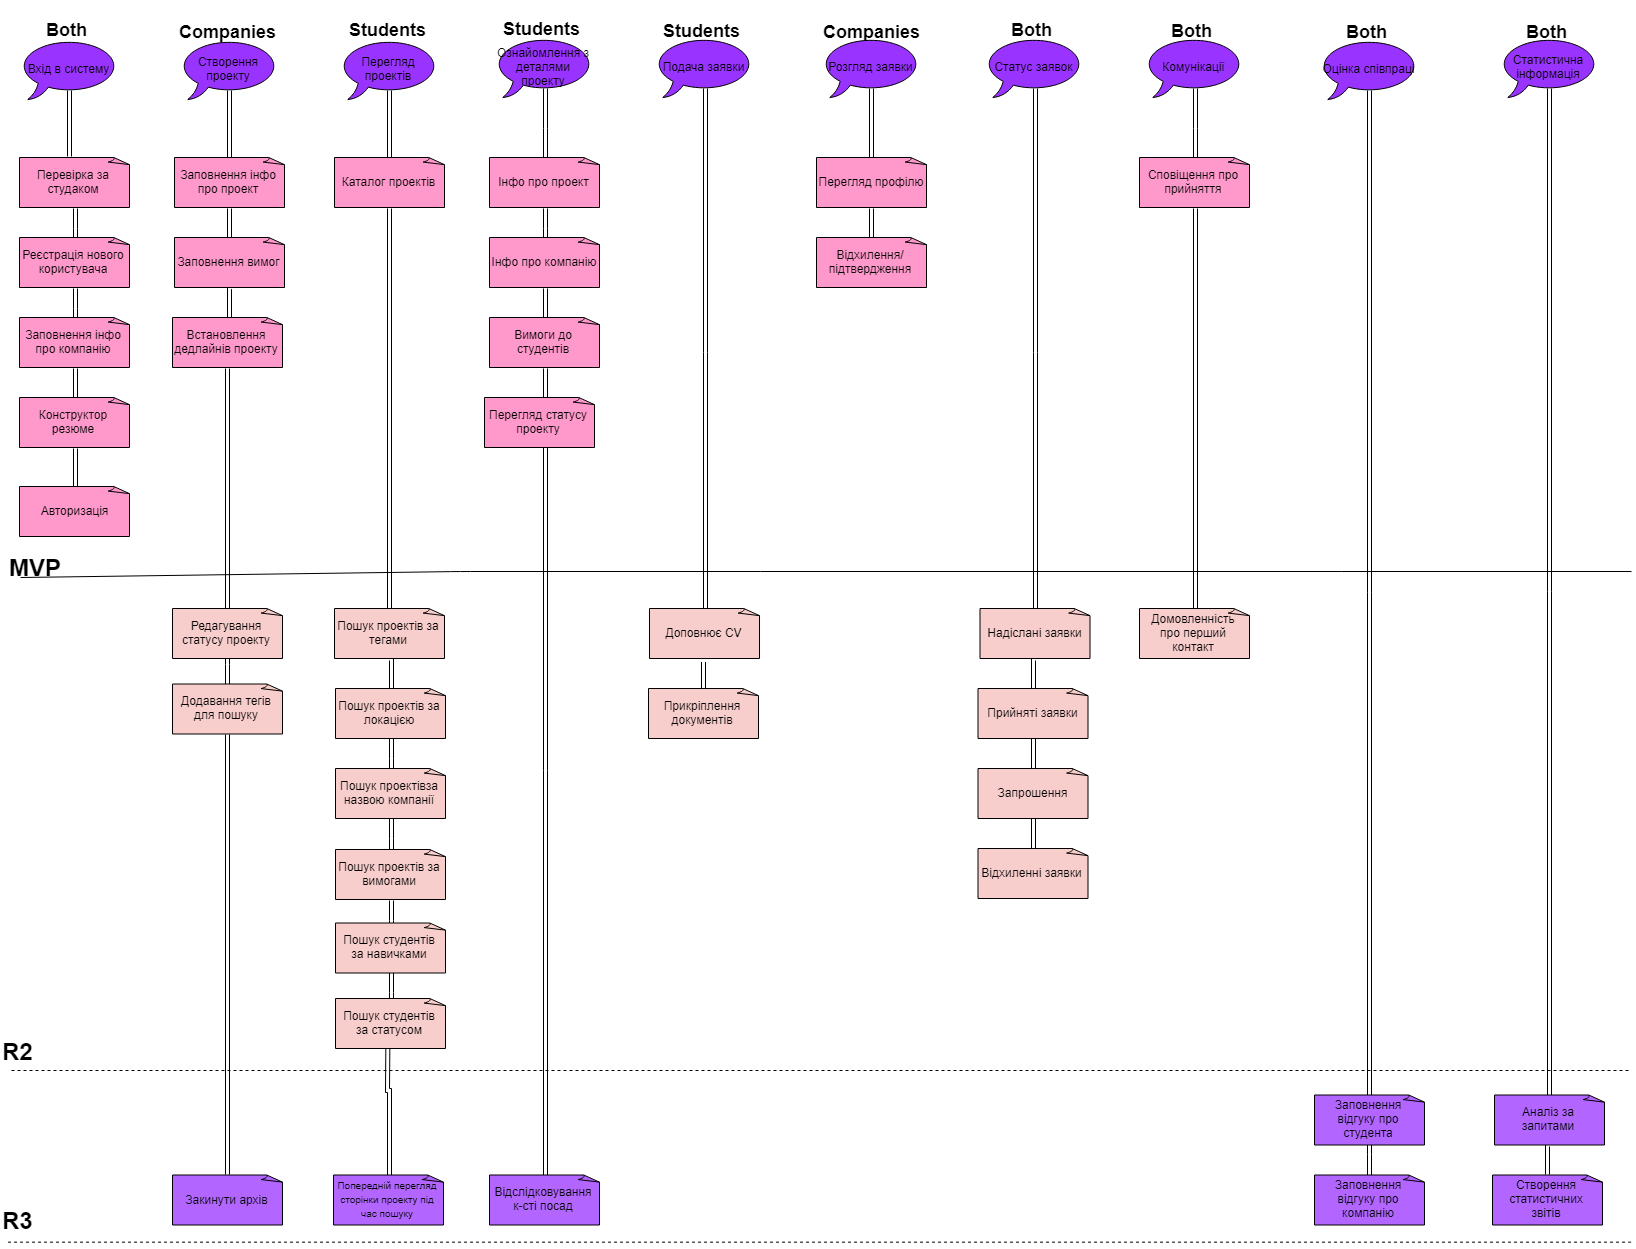 Both
Companies
Students
Students
Students
Companies
Both
Both
Both
Both
Вхід в систему
Створення
проекту
Перегляд
проектів
Ознайомлення з
деталями
проекту
Подача заявки
Розгляд заявки
Статус заявок
Комунікації
Оцінка співпраці
Статистична
інформація
Перевірка за
студаком
Заповнення інфо
про проект
Каталог проектів
Інфо про проект
Перегляд профілю
Сповіщення про
прийняття
Реєстрація нового
користувача
Заповнення вимог
Інфо про компанію
Відхилення/
підтвердження
Заповнення інфо
про компанію
Встановлення
дедлайнів проекту
Вимоги до
студентів
Конструктор
резюме
Перегляд статусу
проекту
Авторизація
MVP
Редагування
статусу проекту
Пошук проектів за
тегами
Доповнює CV
Надіслані заявки
Домовленність
про перший
контакт
Додавання тегів
для пошуку
Пошук проектів за
локацією
Прикріплення
документів
Прийняті заявки
Пошук проектівза
назвою компанії
Запрошення
Пошук проектів за
вимогами
Відхиленні заявки
Пошук студентів
за навичками
Пошук студентів
за статусом
R2
Заповнення
відгуку про
студента
Аналіз за
запитами
Закинути архів
Попередній перегляд
сторінки проекту під
час пошуку
Відслідковування
к-сті посад
Заповнення
відгуку про
компанію
Створення
статистичних
звітів
R3